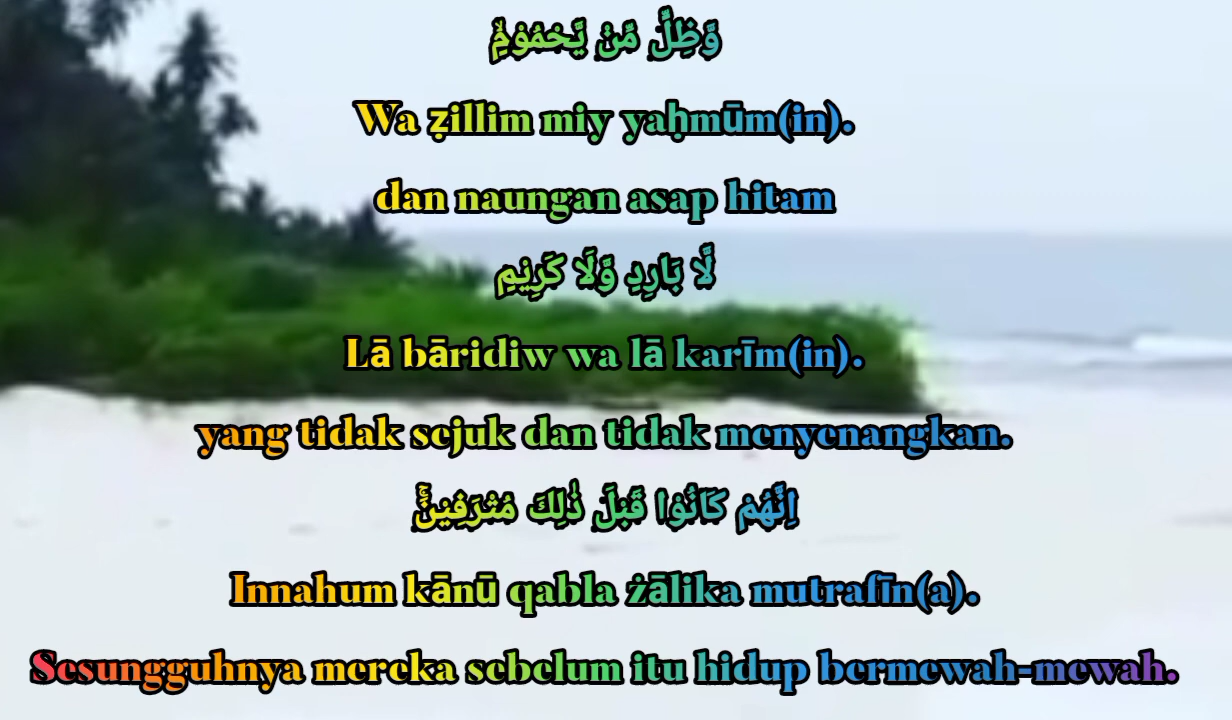 وَّظِلٍّ مِّنْ يَّحْمُوْمٍۙ
Wa ẓillim miy yaḥmūm(in).
dan naungan asap hitam
لَّا بَارِدٍ وَّلَا كَرِيْمٍ
Lā bāridiw wa lā karīm(in).
yang tidak sejuk dan tidak menyenangkan.
اِنَّهُمْ كَانُوْا قَبْلَ ذٰلِكَ مُتْرَفِيْنَۚ
Innahum kānū qabla żālika mutrafīn(a).
Sesungguhnya mereka sebelum itu hidup bermewah-mewah.